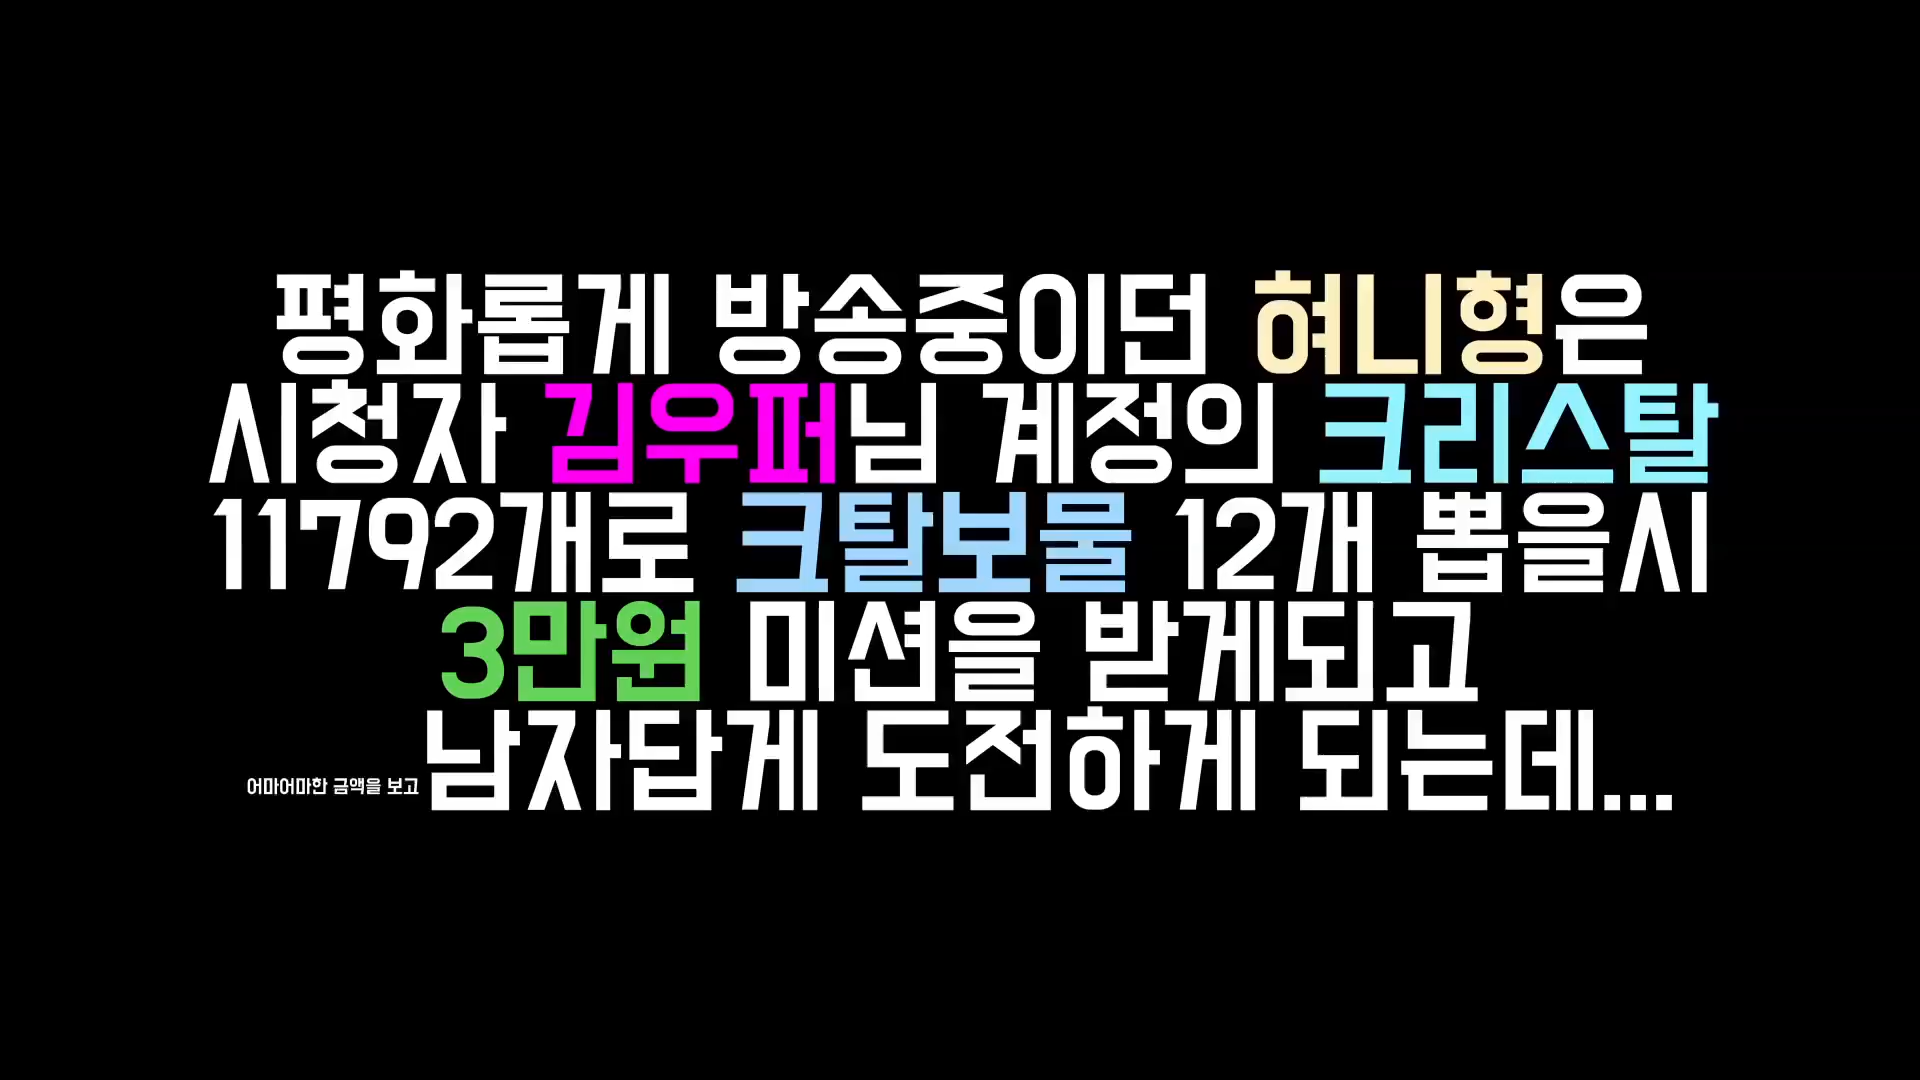 평화롭게 방송중이던 혀니형은
시청자 김우퍼님 계정의 크리스탈
11792개로 크탈보물 12개 뽑을시
3만원 미션을 받게되고
어마어마한 금액을 보고 남자답게 도전하게 되는데...